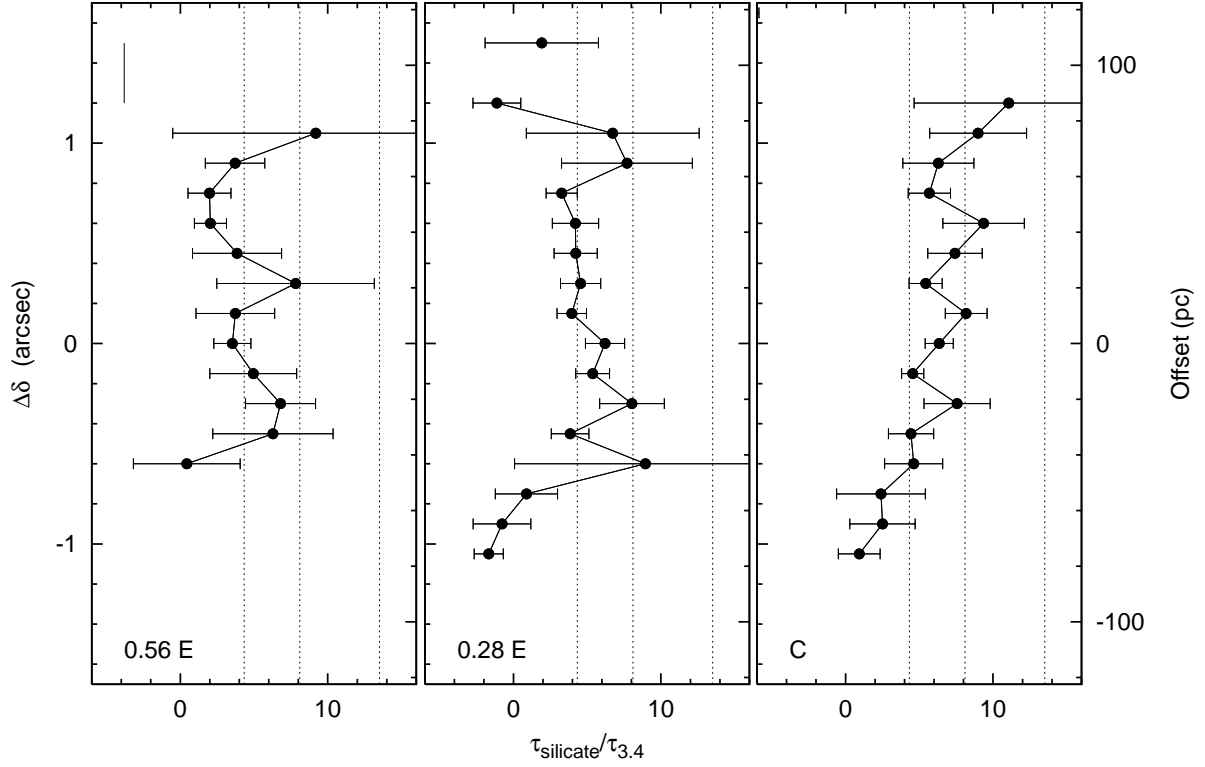 100
1
0
0
-1
-100
Δδ (arcsec)
Offset (pc)
0.56 E
0.28 E
C
0 10 0 10 0 10
τsilicate/τ3.4